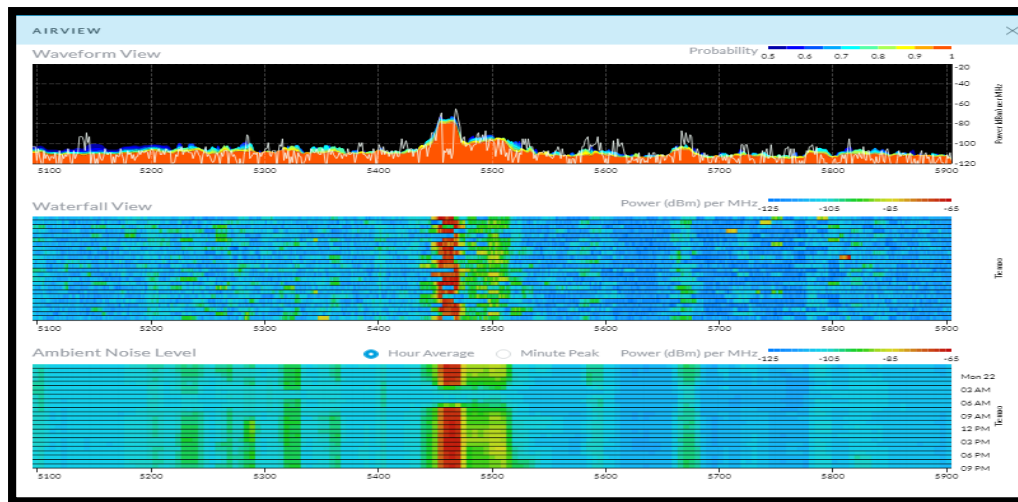 AIRVIEW ×
Waveform View
Probability 0.5 0.6 0.7 0.8 0.9 1
-20
-40
-60
-80
-100
-120
5100 5200 5300 5400 5500 5600 5700 5800 5900
Waterfall View
Power (dBm) per MHz -125 -105 -85 -65
Tiempo
5100 5200 5300 5400 5500 5600 5700 5800 5900
Ambient Noise Level
Hour Average Minute Peak Power (dBm) per MHz -125 -105 -85 -65
Mon 22
03 AM
06 AM
09 AM
12 PM
03 PM
06 PM
09 PM
Tiempo
5100 5200 5300 5400 5500 5600 5700 5800 5900